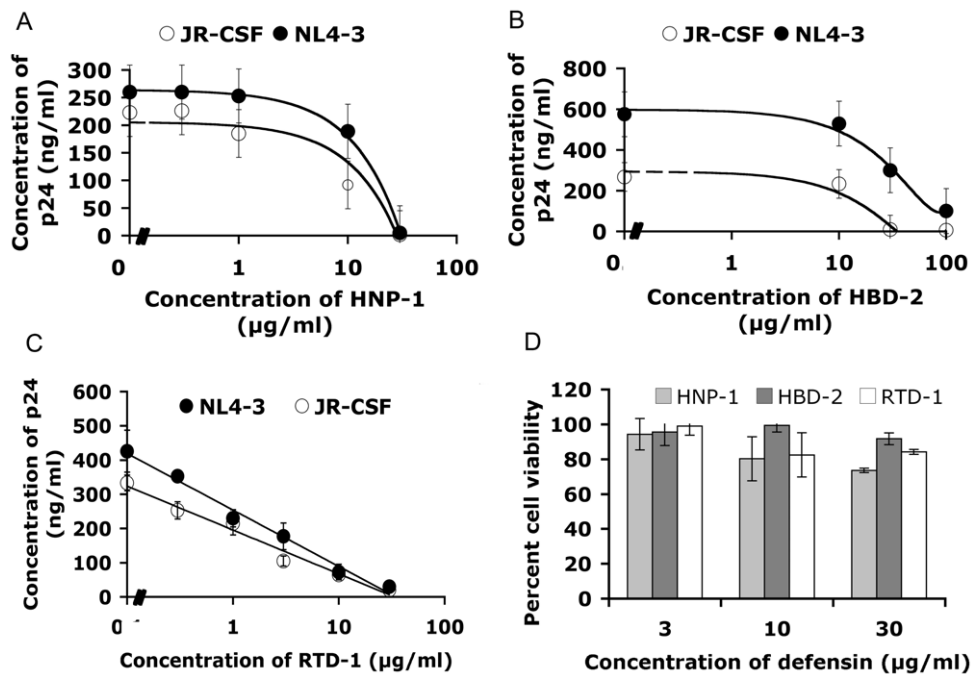 A
JR-CSF NL4-3
Concentration of
p24 (ng/ml)
300
250
200
150
100
50
0
0 1 10 100
Concentration of HNP-1
(µg/ml)
B
JR-CSF NL4-3
Concentration of
p24 (ng/ml)
800
600
400
200
0
0 1 10 100
Concentration of HBD-2
(µg/ml)
C
NL4-3 JR-CSF
Concentration of p24
(ng/ml)
600
500
400
300
200
100
0
0 1 10 100
Concentration of RTD-1 (µg/ml)
D
HNP-1 HBD-2 RTD-1
Percent cell viability
120
100
80
60
40
20
0
3 10 30
Concentration of defensin (µg/ml)